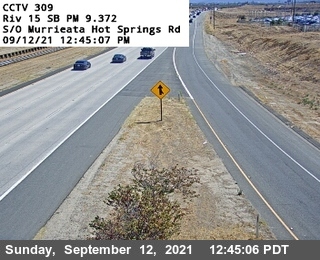 CCTV 309
Riv 15 SB PM 9.372
S/O Murrieata Hot Springs Rd
09/12/21 12:45:07 PM
Sunday, September 12, 2021 12:45:06 PDT